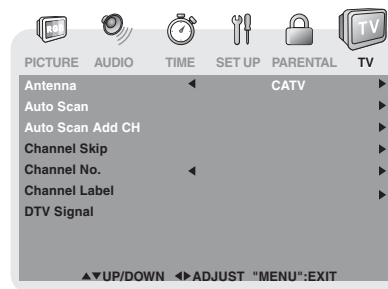 RGB
TV
PICTURE AUDIO TIME SET UP PARENTAL TV
Antenna ◀ CATV ▶
Auto Scan ▶
Auto Scan Add CH ▶
Channel Skip ▶
Channel No. ◀ ▶
Channel Label ▶
DTV Signal
▲▼UP/DOWN ◀▶ADJUST "MENU":EXIT